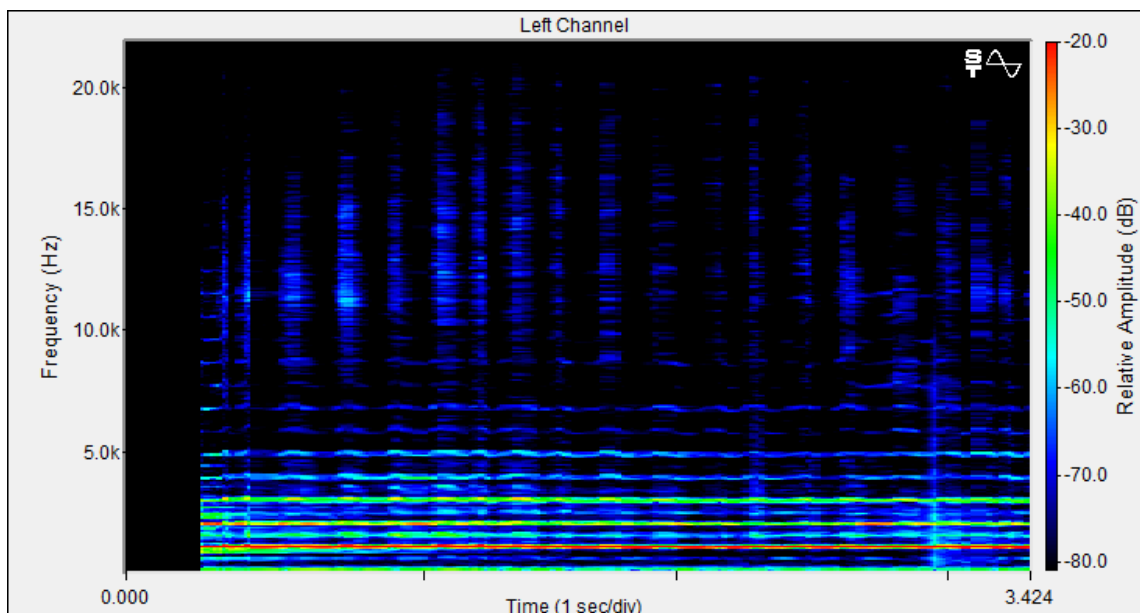 Left Channel
S
T
20.0k
15.0k
10.0k
5.0k
Frequency (Hz)
0.000
Time (1 sec/div)
3.424
-20.0
-30.0
-40.0
-50.0
-60.0
-70.0
-80.0
Relative Amplitude (dB)